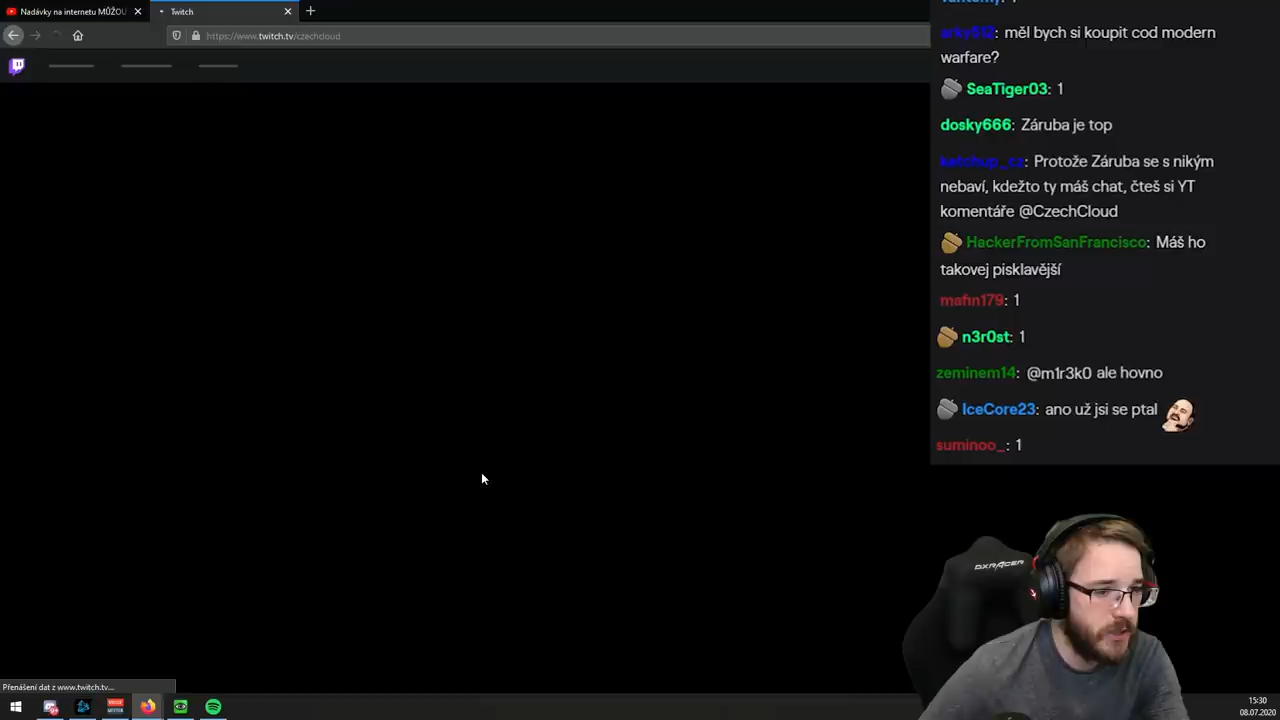 Nadávky na internetu MŮŽOU
Twitch
https://www.twitch.tv/czechcloud
: 1
arky512: měl bych si koupit cod modern
warfare?
SeaTiger03: 1
dosky666: Záruba je top
ketchup_cz: Protože Záruba se s nikým
nebaví, kdežto ty máš chat, čteš si YT
komentáře @CzechCloud
HackerFromSanFrancisco: Máš ho
takovej pisklavější
mafin179: 1
n3r0st: 1
zeminem14: @m1r3k0 ale hovno
IceCore23: ano už jsi se ptal
suminoo_: 1
DXRACER
Přenášení dat z www.twitch.tv...
15:30
08.07.2020